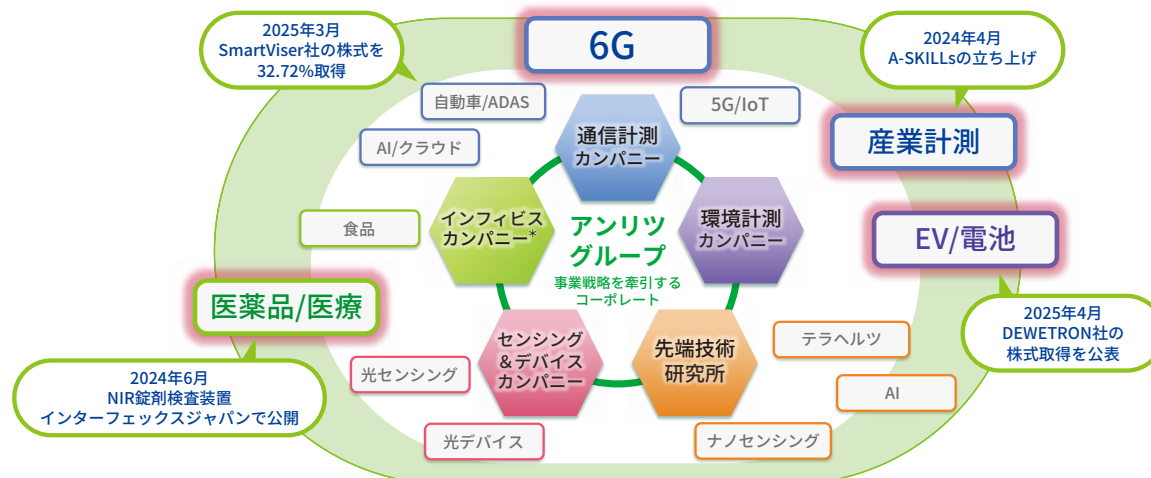 2025年3月
SmartViser社の株式を
32.72%取得
6G
2024年4月
A-SKILLsの立ち上げ
自動車/ADAS
5G/IoT
AI/クラウド
通信計測
カンパニー
産業計測
食品
インフィビス
カンパニー*
アンリツ
グループ
事業戦略を牽引する
コーポレート
環境計測
カンパニー
EV/電池
医薬品/医療
2025年4月
DEWETRON社の
株式取得を公表
センシング
&デバイス
カンパニー
先端技術
研究所
テラヘルツ
光センシング
AI
2024年6月
NIR錠剤検査装置
インターフェックスジャパンで公開
光デバイス
ナノセンシング